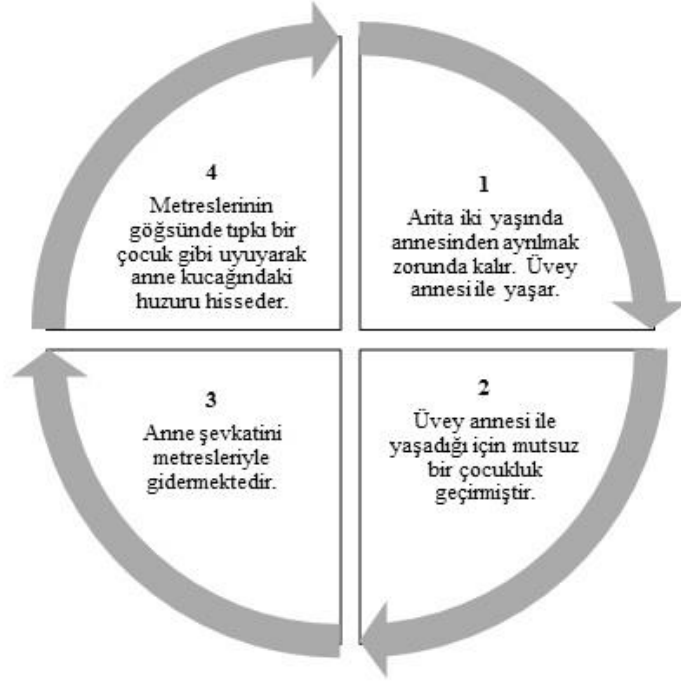 4
Metreslerinin
göğsünde tıpkı bir
çocuk gibi uyuyarak
anne kucağındaki
huzuru hisseder.
1
Arita iki yaşında
annesinden ayrılmak
zorunda kalır. Üvey
annesi ile yaşar.
3
Anne şevkatini
metresleriyle
gidermektedir.
2
Üvey annesi ile
yaşadığı için mutsuz
bir çocukluk
geçirmiştir.